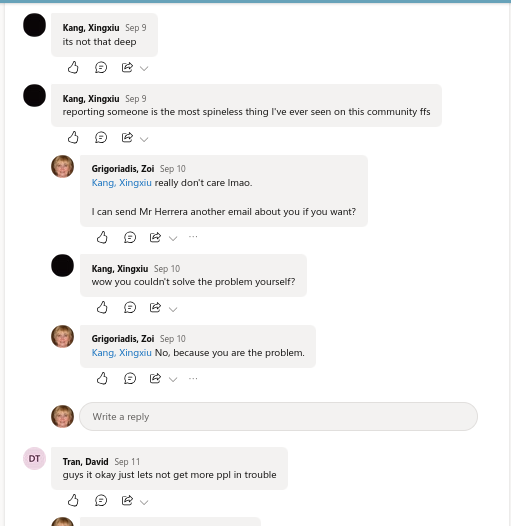 Kang, Xingxiu Sep 9
its not that deep
Kang, Xingxiu Sep 9
reporting someone is the most spineless thing I've ever seen on this community ffs
Grigoriadis, Zoi Sep 10
Kang, Xingxiu really don't care lmao.
I can send Mr Herrera another email about you if you want?
Kang, Xingxiu Sep 10
wow you couldn't solve the problem yourself?
Grigoriadis, Zoi Sep 10
Kang, Xingxiu No, because you are the problem.
Write a reply
DT
Tran, David Sep 11
guys it okay just lets not get more ppl in trouble